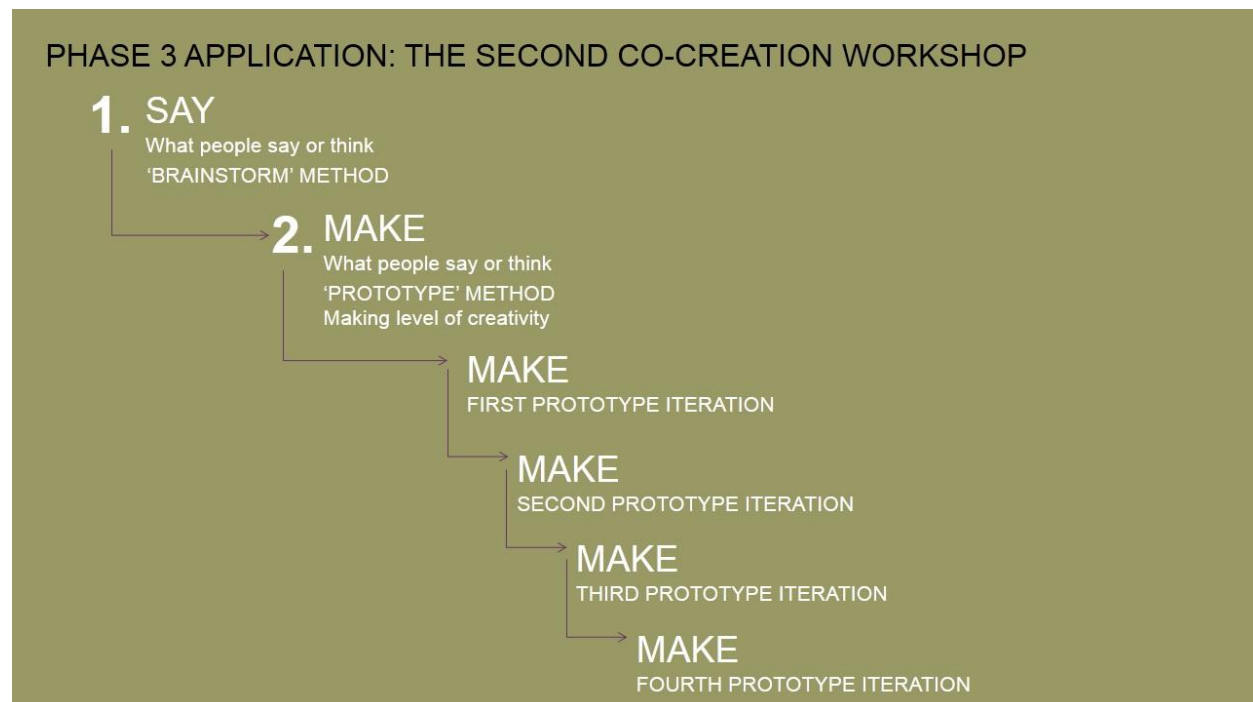 PHASE 3 APPLICATION: THE SECOND CO-CREATION WORKSHOP
1. SAY
What people say or think
‘BRAINSTORM’ METHOD
2. MAKE
What people say or think
‘PROTOTYPE’ METHOD
Making level of creativity
MAKE
FIRST PROTOTYPE ITERATION
MAKE
SECOND PROTOTYPE ITERATION
MAKE
THIRD PROTOTYPE ITERATION
MAKE
FOURTH PROTOTYPE ITERATION